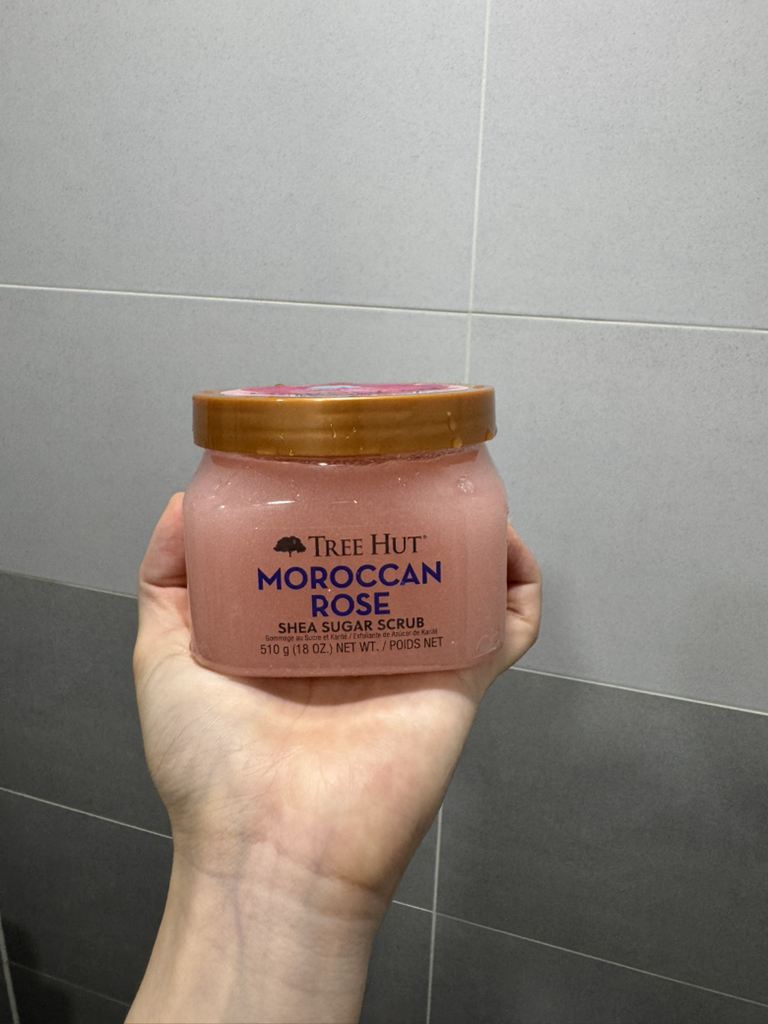 TREE HUT®
MOROCCAN
ROSE
SHEA SUGAR SCRUB
Gommage au Sucre et Karité / Exfoliante de Azúcar de Karité
510 g (18 OZ.) NET WT. / POIDS NET